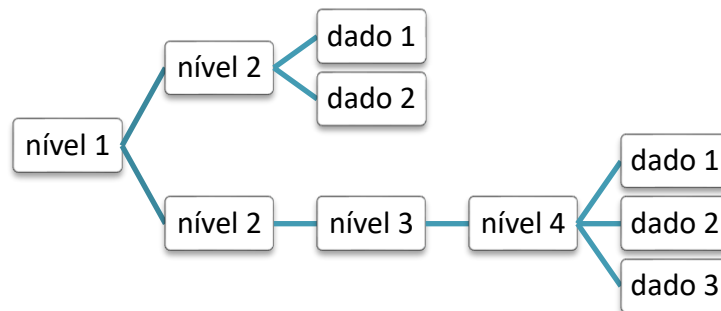 nível 1
nível 2
dado 1
dado 2
nível 2
nível 3
nível 4
dado 1
dado 2
dado 3